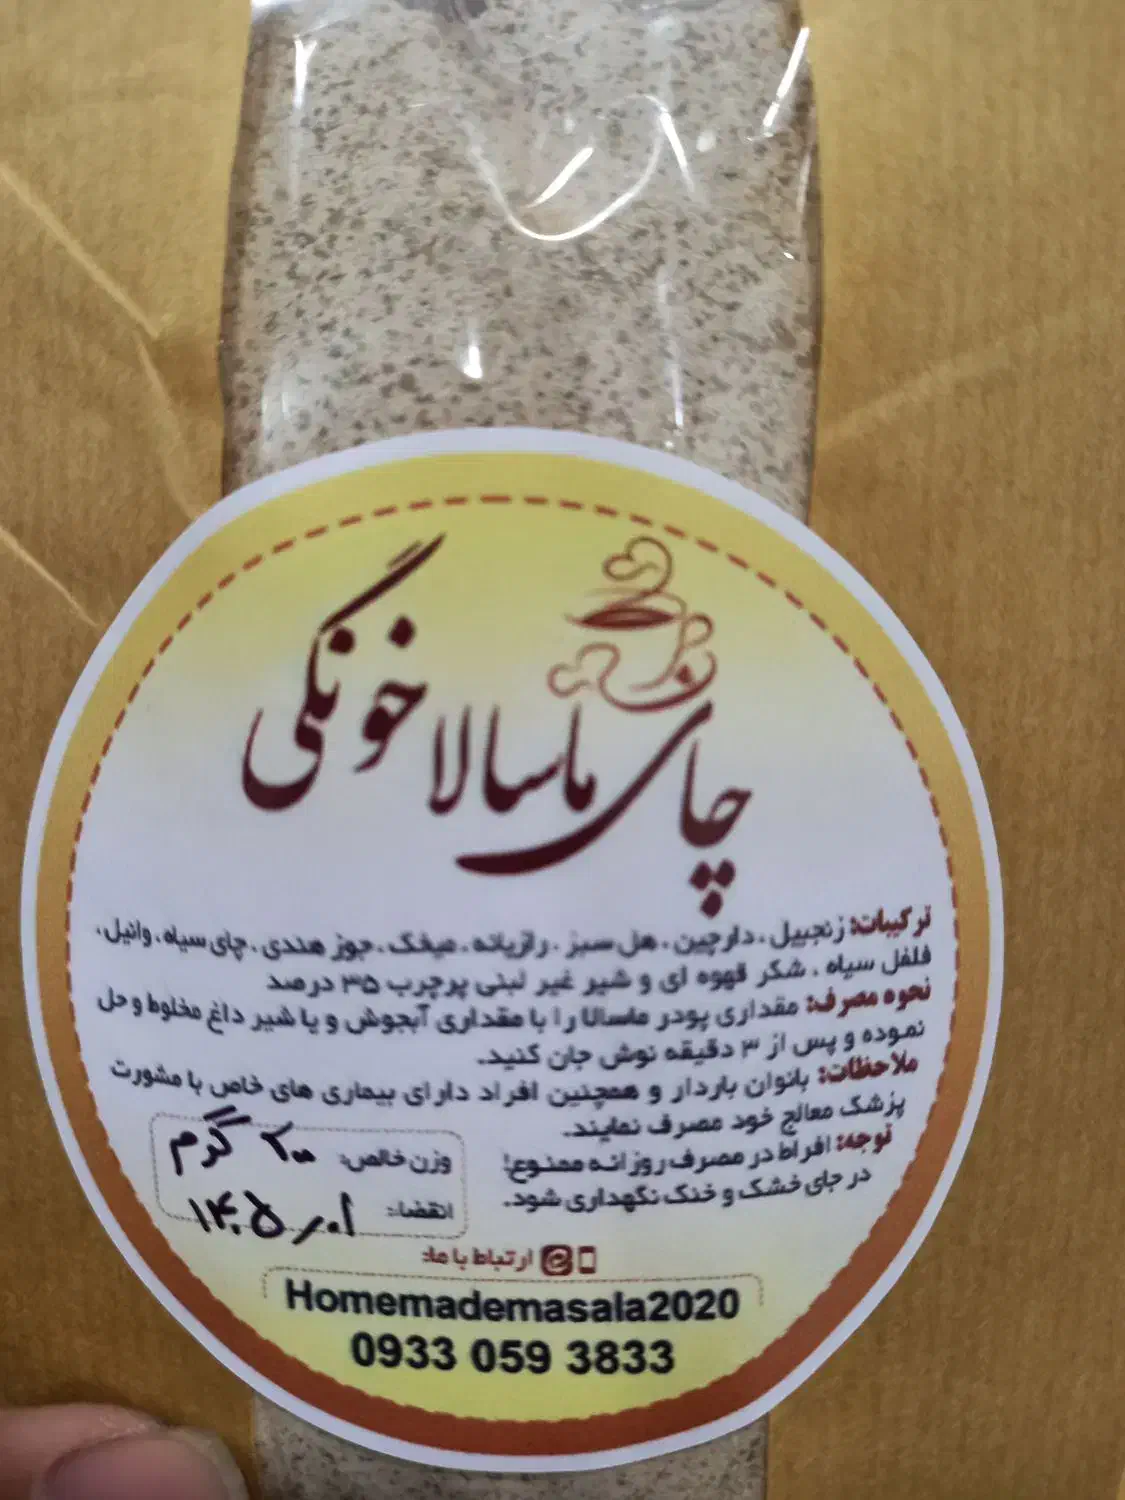 چای ماسالا خونگی
ترکیبات: زنجبیل، دارچین، هل سبز، رازیانه، میخک، جوز هندی، چای سیاه، وانیل،
فلفل سیاه، شکر قهوه ای و شیر غیر لبنی پرچرب ۳۵ درصد
نحوه مصرف: مقداری پودر ماسالا را با مقداری آبجوش و یا شیر داغ مخلوط و حل
نموده و پس از ۳ دقیقه نوش جان کنید.
ملاحظات: بانوان باردار و همچنین افراد دارای بیماری های خاص با مشورت
پزشک معالج خود مصرف نمایند.
توجه: افراط در مصرف روزانه ممنوع!
در جای خشک و خنک نگهداری شود.
وزن خالص: ۲۰۰ گرم
انقضاء: ۱۴۰۵
ارتباط با ما:
Homemademasala2020
0933 059 3833